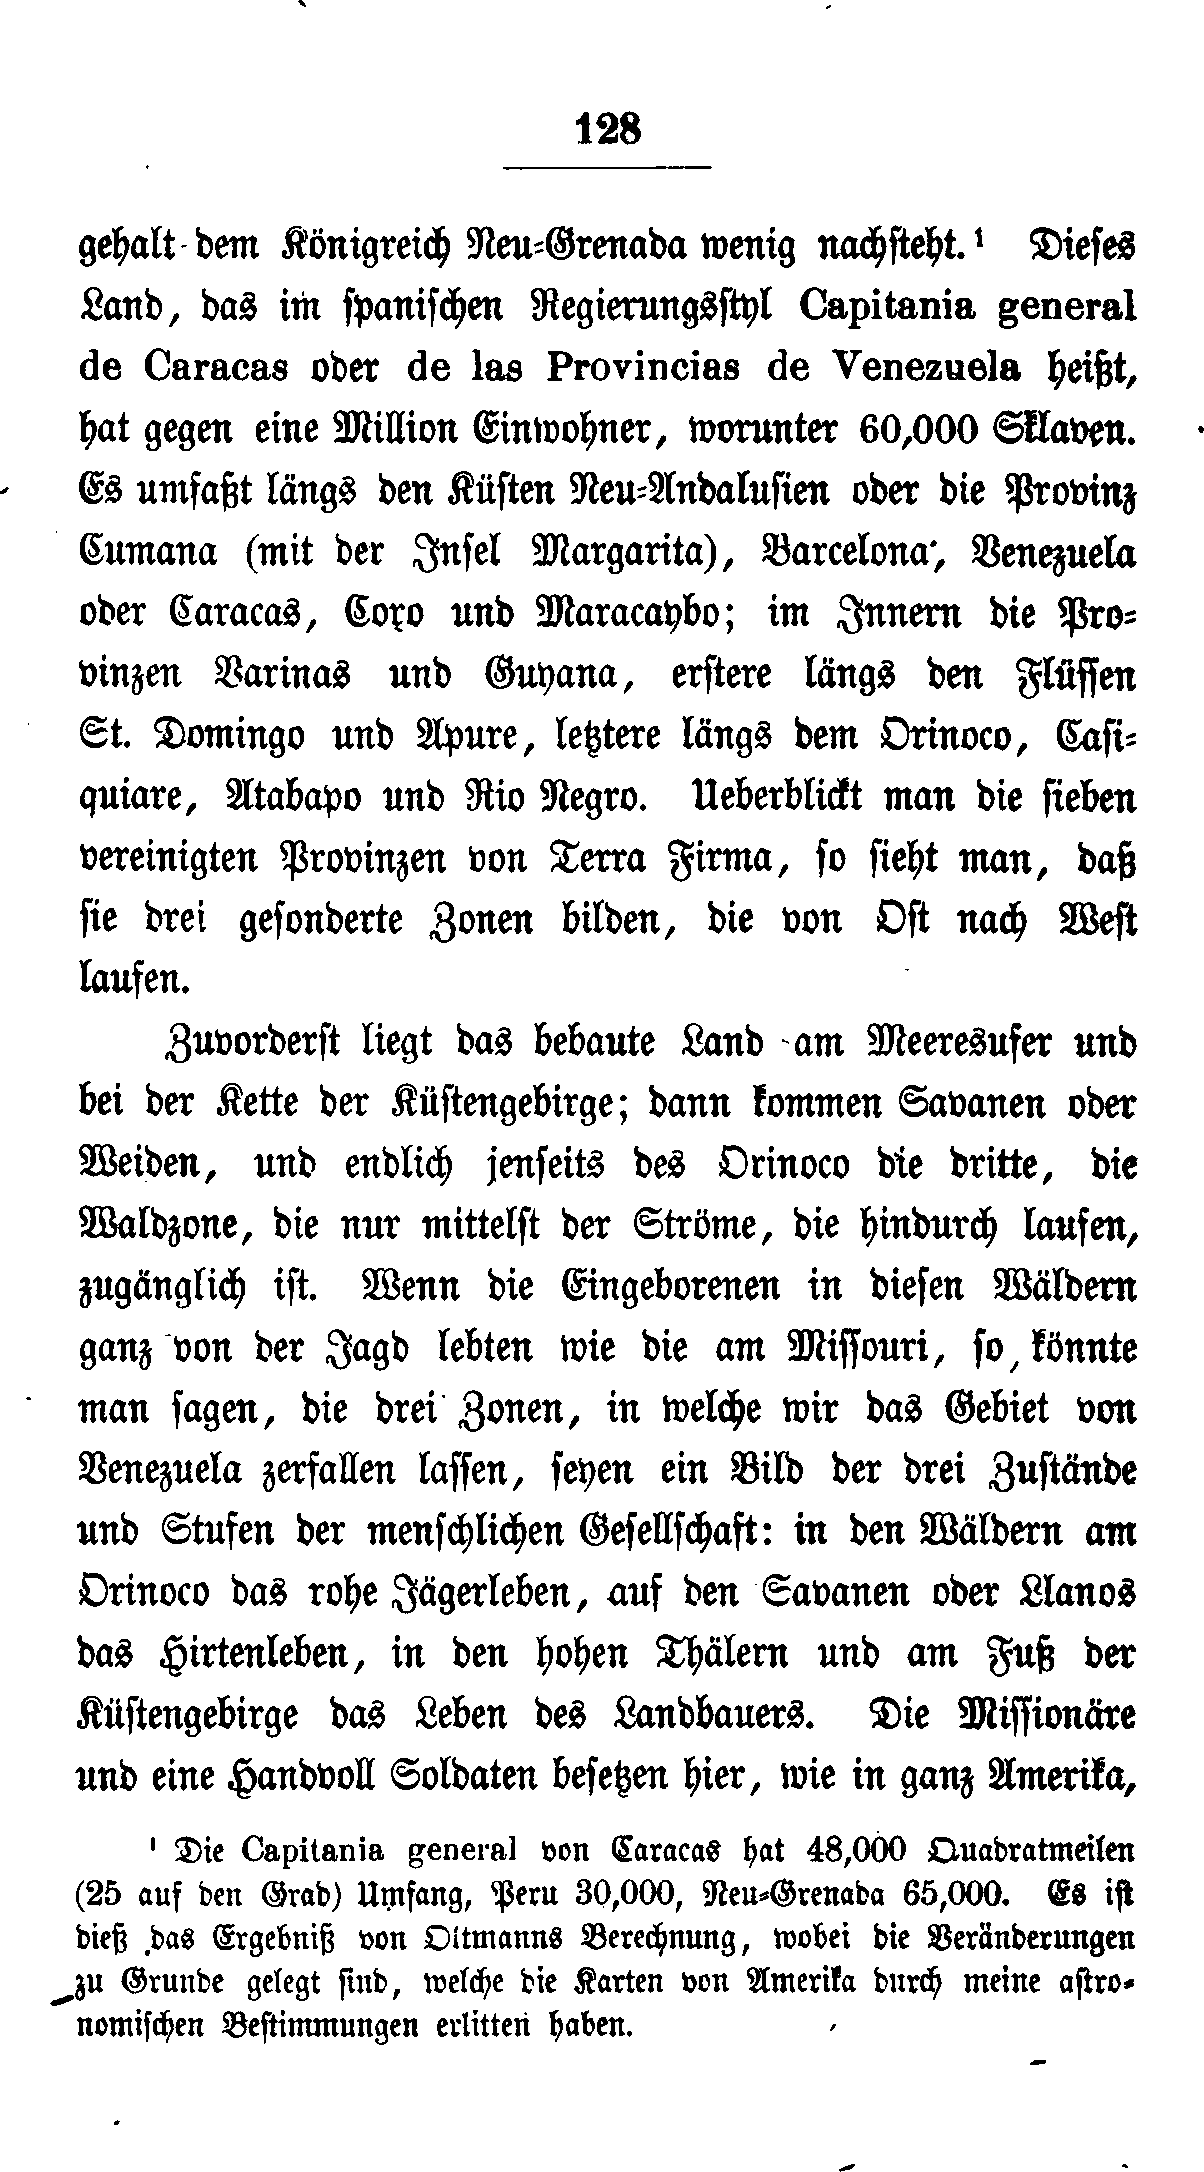 128
gehalt dem Königreich Neu-Grenada wenig nachsteht.¹ Dieses
Land, das im spanischen Regierungsstyl Capitania general
de Caracas oder de las Provincias de Venezuela heißt,
hat gegen eine Million Einwohner, worunter 60,000 Sklaven.
Es umfaßt längs den Küsten Neu-Andalusien oder die Provinz
Cumana (mit der Insel Margarita), Barcelona, Venezuela
oder Caracas, Coro und Maracaybo; im Innern die Pro-
vinzen Varinas und Guyana, erstere längs den Flüssen
St. Domingo und Apure, letztere längs dem Orinoco, Casi-
quiare, Atabapo und Rio Negro. Ueberblickt man die sieben
vereinigten Provinzen von Terra Firma, so sieht man, daß
sie drei gesonderte Zonen bilden, die von Ost nach West
laufen.
Zuvorderst liegt das bebaute Land am Meeresufer und
bei der Kette der Küstengebirge; dann kommen Savanen oder
Weiden, und endlich jenseits des Orinoco die dritte, die
Waldzone, die nur mittelst der Ströme, die hindurch laufen,
zugänglich ist. Wenn die Eingeborenen in diesen Wäldern
ganz von der Jagd lebten wie die am Missouri, so könnte
man sagen, die drei Zonen, in welche wir das Gebiet von
Venezuela zerfallen lassen, seyen ein Bild der drei Zustände
und Stufen der menschlichen Gesellschaft: in den Wäldern am
Orinoco das rohe Jägerleben, auf den Savanen oder Llanos
das Hirtenleben, in den hohen Thälern und am Fuß der
Küstengebirge das Leben des Landbauers. Die Missionäre
und eine Handvoll Soldaten besetzen hier, wie in ganz Amerika,
¹ Die Capitania general von Caracas hat 48,000 Quadratmeilen
(25 auf den Grad) Umfang, Peru 30,000, Neu-Grenada 65,000. Es ist
dieß das Ergebniß von Oltmanns Berechnung, wobei die Veränderungen
zu Grunde gelegt sind, welche die Karten von Amerika durch meine astro-
nomischen Bestimmungen erlitten haben.